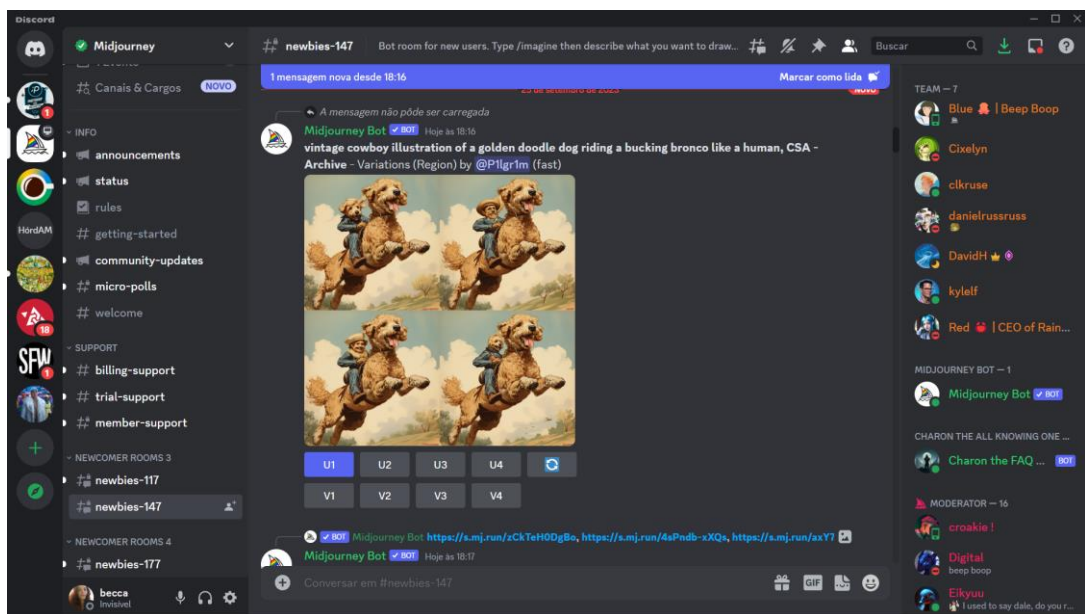 Discord
Midjourney
Canais & Cargos
NOVO
INFO
announcements
status
rules
getting-started
community-updates
micro-polls
welcome
SUPPORT
billing-support
trial-support
member-support
NEWCOMER ROOMS 3
newbies-117
newbies-147
NEWCOMER ROOMS 4
newbies-177
becca
Invisível
1
HördAM
18
SFW
newbies-147
Bot room for new users. Type /imagine then describe what you want to draw...
Buscar
1 mensagem nova desde 18:16
Marcar como lida
25 de setembro de 2023
NOVO
A mensagem não pôde ser carregada
Midjourney Bot BOT Hoje às 18:16
vintage cowboy illustration of a golden doodle dog riding a bucking bronco like a human, CSA -
Archive - Variations (Region) by @P1lgr1m (fast)
U1 U2 U3 U4
V1 V2 V3 V4
BOT Midjourney Bot https://s.mj.run/zCkTeH0DgBo, https://s.mj.run/4sPndb-xXQs, https://s.mj.run/axY7
Midjourney Bot BOT Hoje às 18:17
Conversar em #newbies-147
GIF
TEAM — 7
Blue | Beep Boop
Cixelyn
clkruse
danielrussruss
DavidH
kylelf
Red | CEO of Rain...
MIDJOURNEY BOT — 1
Midjourney Bot BOT
CHARON THE ALL KNOWING ONE ...
Charon the FAQ ... BOT
MODERATOR — 16
croakie !
Digital
beep boop
Eikyuu
I used to say dale, do you r...